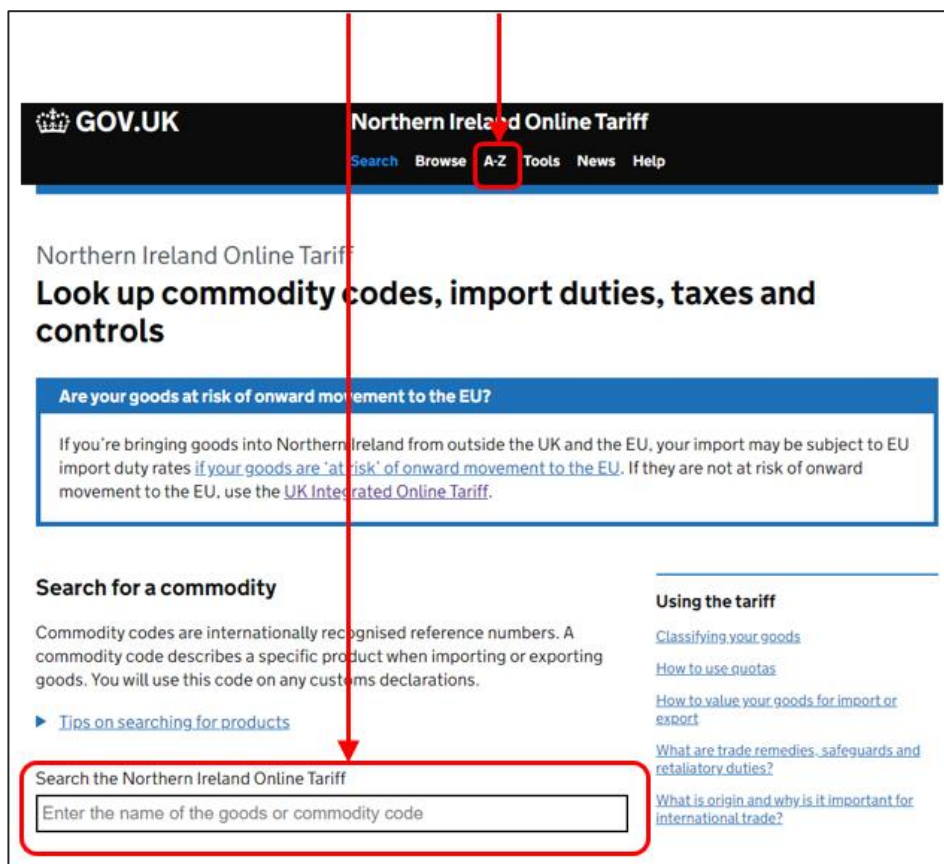 GOV.UK
Northern Ireland Online Tariff
Search Browse A-Z Tools News Help
Northern Ireland Online Tariff
Look up commodity codes, import duties, taxes and
controls
Are your goods at risk of onward movement to the EU?
If you're bringing goods into Northern Ireland from outside the UK and the EU, your import may be subject to EU
import duty rates if your goods are 'at risk' of onward movement to the EU. If they are not at risk of onward
movement to the EU, use the UK Integrated Online Tariff.
Search for a commodity
Commodity codes are internationally recognised reference numbers. A
commodity code describes a specific product when importing or exporting
goods. You will use this code on any customs declarations.
Tips on searching for products
Search the Northern Ireland Online Tariff
Enter the name of the goods or commodity code
Using the tariff
Classifying your goods
How to use quotas
How to value your goods for import or
export
What are trade remedies, safeguards and
retaliatory duties?
What is origin and why is it important for
international trade?